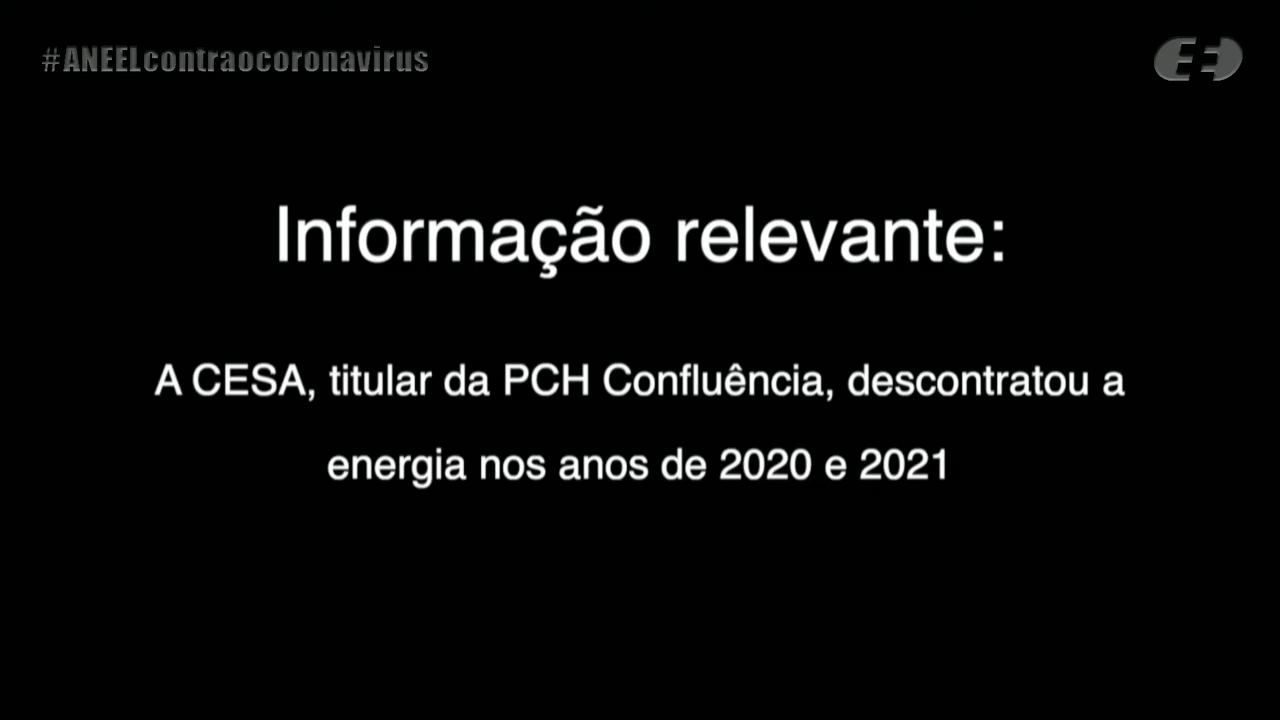 #ANEELcontraocoronavirus
Informação relevante:
A CESA, titular da PCH Confluência, descontratou a
energia nos anos de 2020 e 2021